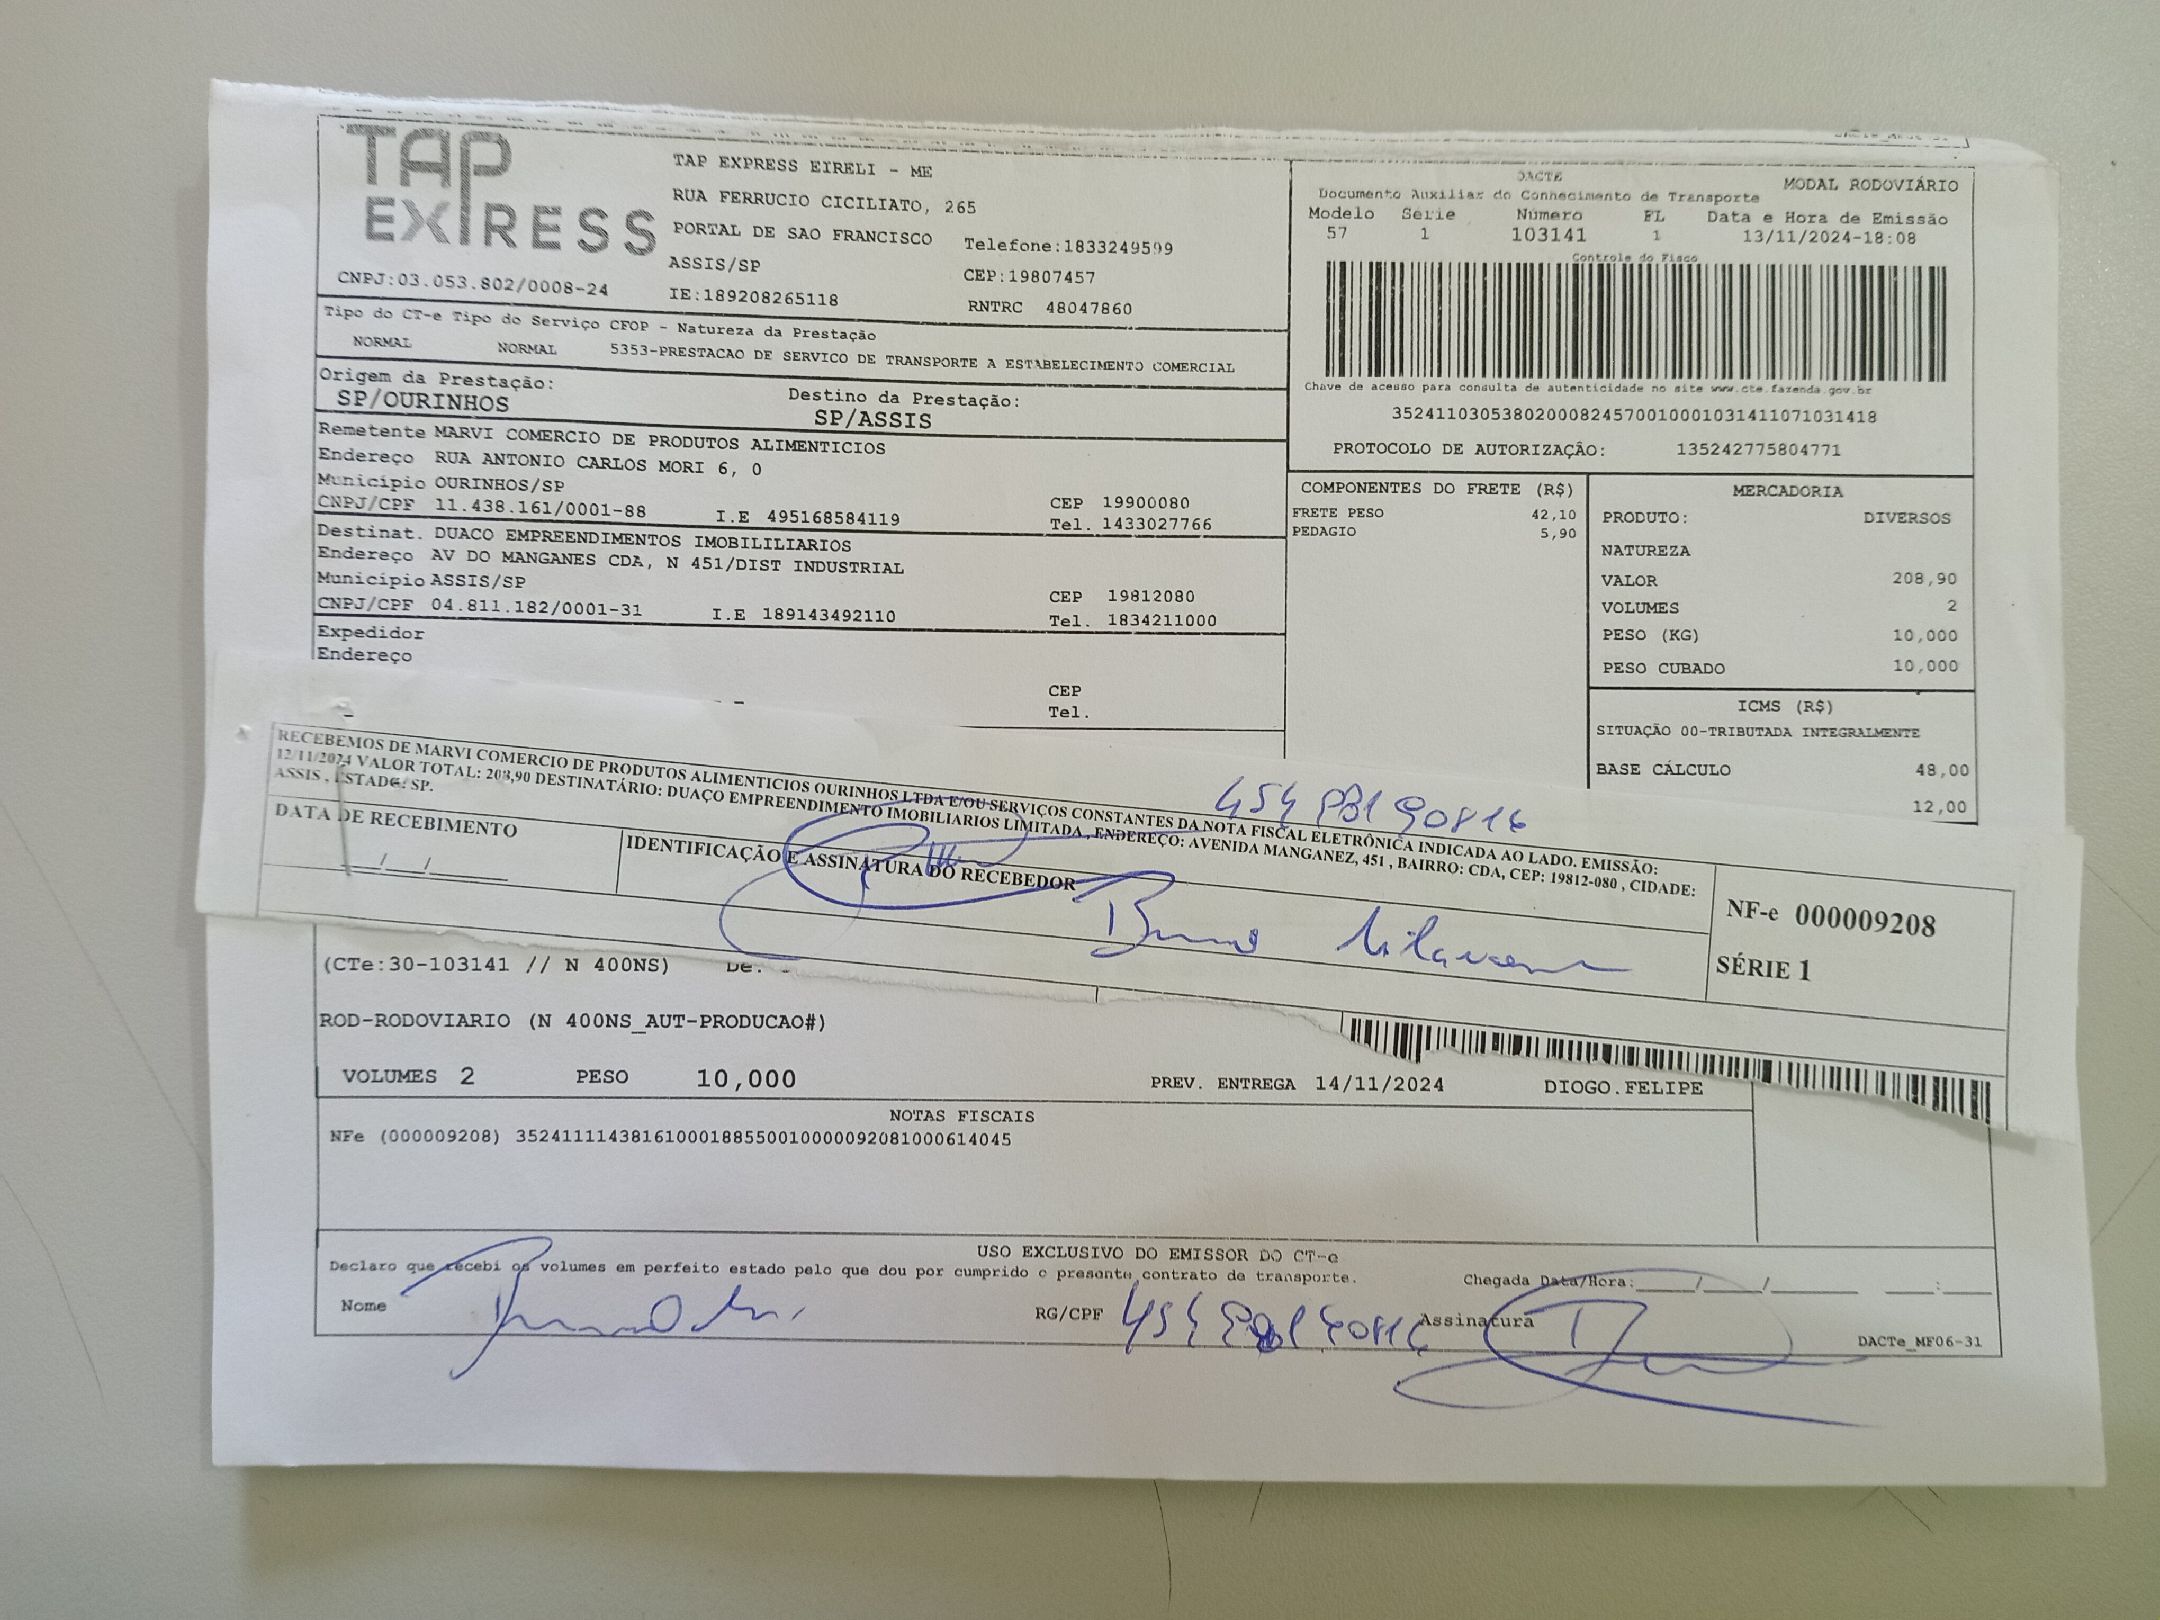 TAP
EXPRESS
CNPJ:03.053.802/0008-24
TAP EXPRESS EIRELI - ME
RUA FERRUCIO CICILIATO, 265
PORTAL DE SAO FRANCISCO Telefone:1833249599
ASSIS/SP CEP:19807457
IE:189208265118 RNTRC 48047860
DACTE MODAL RODOVIÁRIO
Documento Auxiliar do Conhecimento de Transporte
Modelo Série Número FL Data e Hora de Emissão
57 1 103141 1 13/11/2024-18:08
Controle do Fisco
Chave de acesso para consulta de autenticidade no site www.cte.fazenda.gov.br
35241103053802000824570010001031411071031418
PROTOCOLO DE AUTORIZAÇÃO: 135242775804771
Tipo do CT-e Tipo do Serviço CFOP - Natureza da Prestação
NORMAL NORMAL 5353-PRESTACAO DE SERVICO DE TRANSPORTE A ESTABELECIMENTO COMERCIAL
Origem da Prestação: Destino da Prestação:
SP/OURINHOS SP/ASSIS
Remetente MARVI COMERCIO DE PRODUTOS ALIMENTICIOS
Endereço RUA ANTONIO CARLOS MORI 6, 0
Município OURINHOS/SP CEP 19900080
CNPJ/CPF 11.438.161/0001-88 I.E 495168584119 Tel. 1433027766
Destinat. DUACO EMPREENDIMENTOS IMOBILILIARIOS
Endereço AV DO MANGANES CDA, N 451/DIST INDUSTRIAL
Município ASSIS/SP CEP 19812080
CNPJ/CPF 04.811.182/0001-31 I.E 189143492110 Tel. 1834211000
Expedidor
Endereço
CEP
Tel.
COMPONENTES DO FRETE (R$)
FRETE PESO 42,10
PEDAGIO 5,90
MERCADORIA
PRODUTO: DIVERSOS
NATUREZA
VALOR 208,90
VOLUMES 2
PESO (KG) 10,000
PESO CUBADO 10,000
ICMS (R$)
SITUAÇÃO 00-TRIBUTADA INTEGRALMENTE
BASE CÁLCULO 48,00
12,00
RECEBEMOS DE MARVI COMERCIO DE PRODUTOS ALIMENTICIOS OURINHOS LTDA E/OU SERVIÇOS CONSTANTES DA NOTA FISCAL ELETRÔNICA INDICADA AO LADO. EMISSÃO:
12/11/2024 VALOR TOTAL: 208,90 DESTINATÁRIO: DUAÇO EMPREENDIMENTO IMOBILIARIOS LIMITADA , ENDEREÇO: AVENIDA MANGANEZ, 451 , BAIRRO: CDA, CEP: 19812-080 , CIDADE:
ASSIS , ESTADO: SP.
DATA DE RECEBIMENTO
___/___/______
IDENTIFICAÇÃO E ASSINATURA DO RECEBEDOR
Bruno
NF-e 000009208
SÉRIE 1
(CTe:30-103141 // N 400NS)
ROD-RODOVIARIO (N 400NS_AUT-PRODUCAO#)
VOLUMES 2 PESO 10,000 PREV. ENTREGA 14/11/2024 DIOGO.FELIPE
NOTAS FISCAIS
NFe (000009208) 35241111438161000188550010000092081000614045
USO EXCLUSIVO DO EMISSOR DO CT-e
Declaro que recebi os volumes em perfeito estado pelo que dou por cumprido o presente contrato de transporte. Chegada Data/Hora:_____/_____/_____ ___:____
Nome RG/CPF Assinatura
DACTe_MF06-31